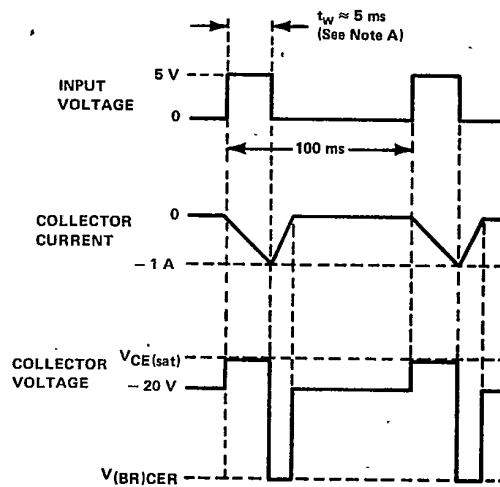 t_W ≈ 5 ms
(See Note A)
5 V
INPUT
VOLTAGE
0
100 ms
0
COLLECTOR
CURRENT
− 1 A
V_CE(sat)
COLLECTOR
VOLTAGE
− 20 V
V_(BR)CER